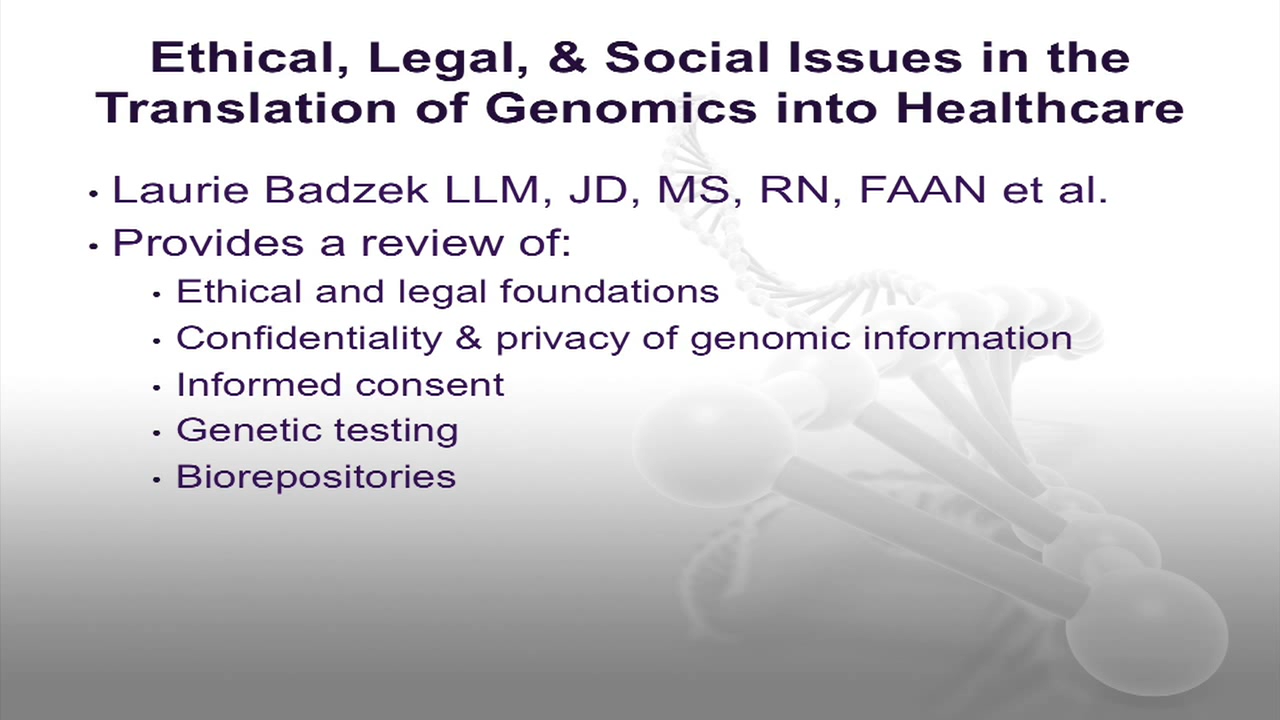 Ethical, Legal, & Social Issues in the
Translation of Genomics into Healthcare
• Laurie Badzek LLM, JD, MS, RN, FAAN et al.
• Provides a review of:
• Ethical and legal foundations
• Confidentiality & privacy of genomic information
• Informed consent
• Genetic testing
• Biorepositories